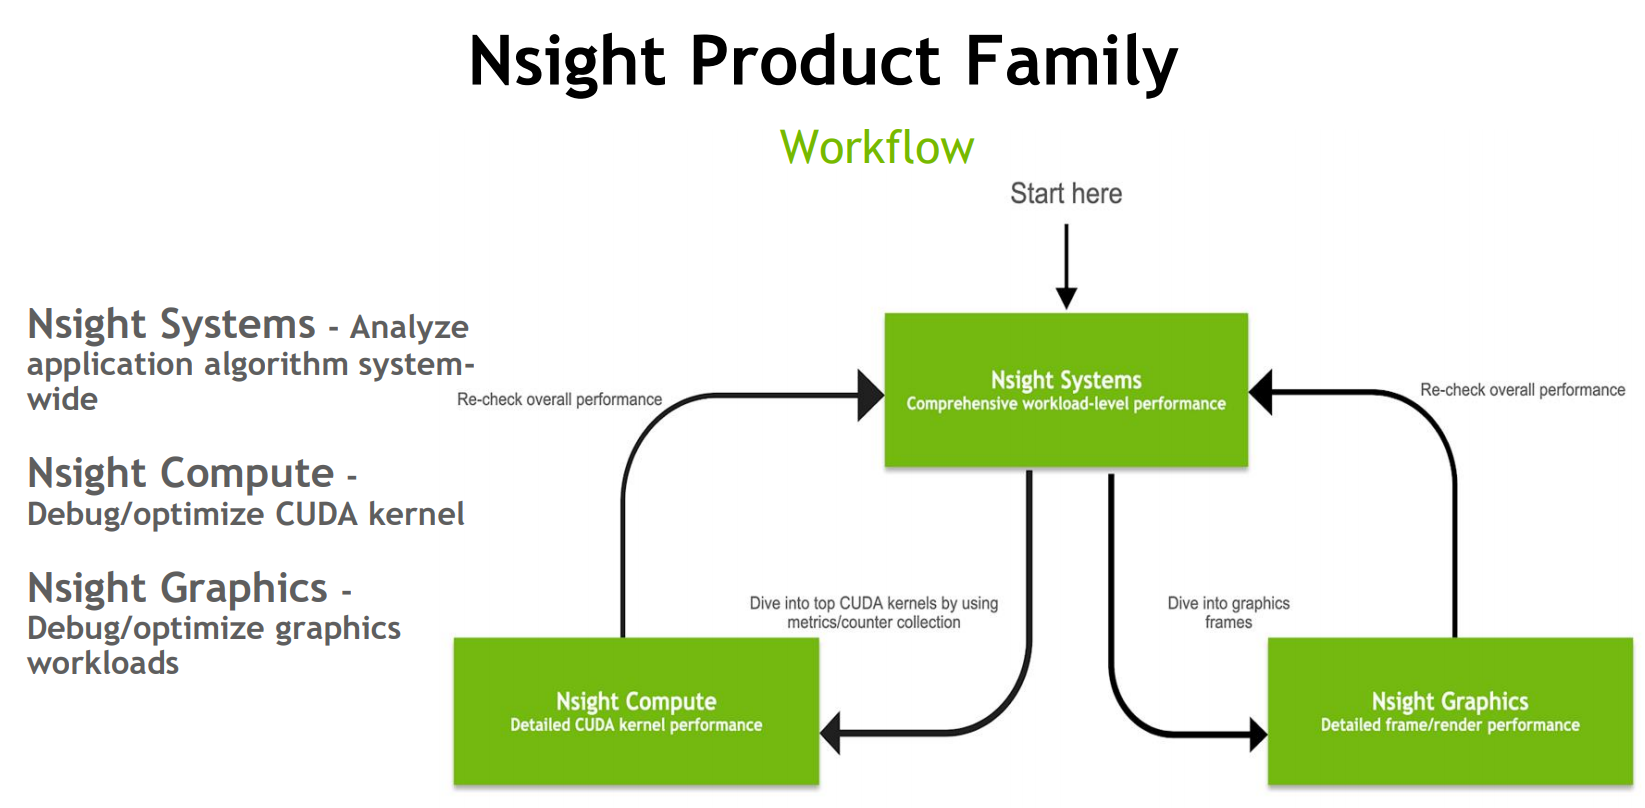 Nsight Product Family
Workflow
Start here
Nsight Systems - Analyze
application algorithm system-
wide
Nsight Compute -
Debug/optimize CUDA kernel
Nsight Graphics -
Debug/optimize graphics
workloads
Re-check overall performance
Nsight Systems
Comprehensive workload-level performance
Re-check overall performance
Dive into top CUDA kernels by using
metrics/counter collection
Dive into graphics
frames
Nsight Compute
Detailed CUDA kernel performance
Nsight Graphics
Detailed frame/render performance